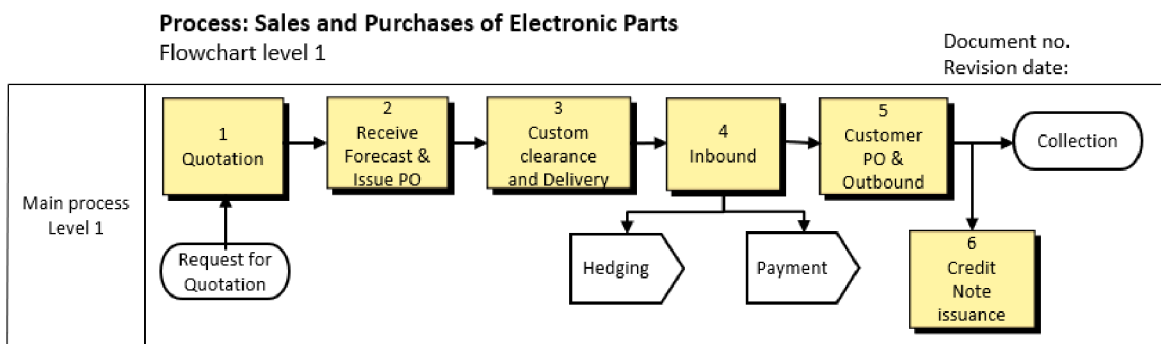 Process: Sales and Purchases of Electronic Parts
Flowchart level 1
Document no.
Revision date:
Main process
Level 1
1
Quotation
2
Receive
Forecast &
Issue PO
3
Custom
clearance
and Delivery
4
Inbound
5
Customer
PO &
Outbound
Collection
Request for
Quotation
Hedging
Payment
6
Credit
Note
issuance